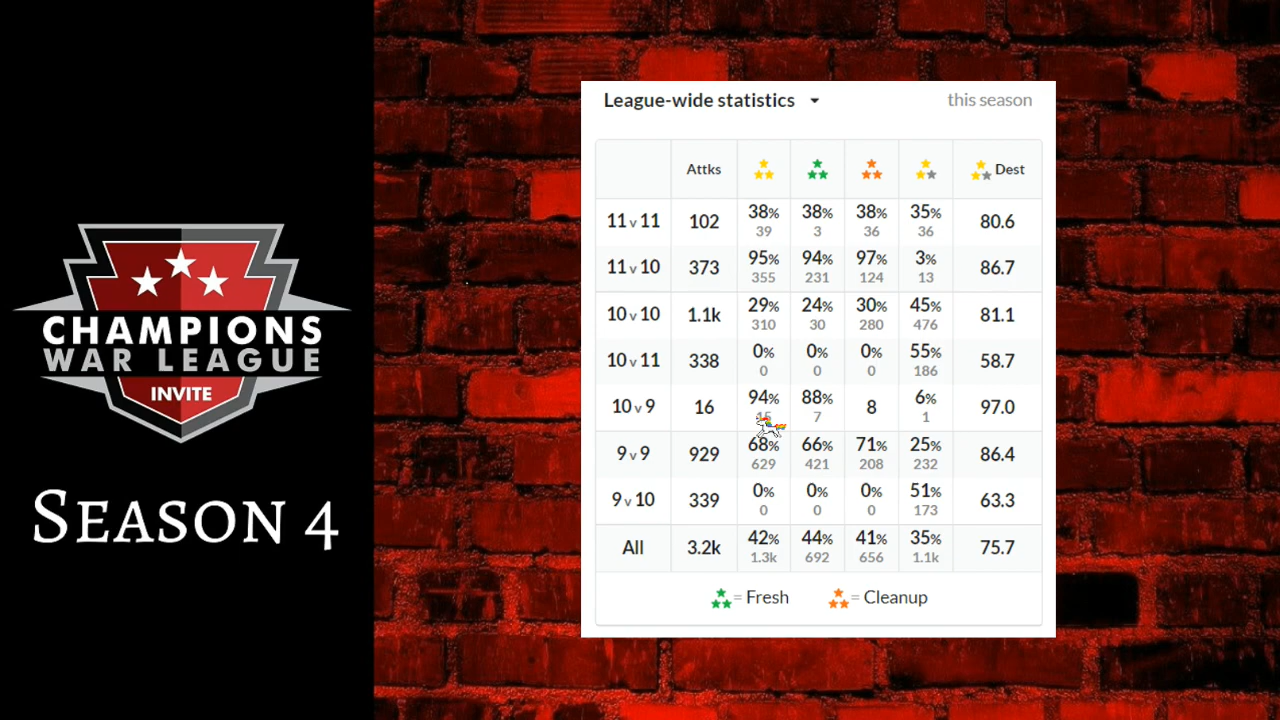 CHAMPIONS
WAR LEAGUE
INVITE
SEASON 4
League-wide statistics this season
Attks Dest
11 v 11 102 38% 39 38% 3 38% 36 35% 36 80.6
11 v 10 373 95% 355 94% 231 97% 124 3% 13 86.7
10 v 10 1.1k 29% 310 24% 30 30% 280 45% 476 81.1
10 v 11 338 0% 0 0% 0 0% 0 55% 186 58.7
10 v 9 16 94% 88% 7 8 6% 1 97.0
9 v 9 929 68% 629 66% 421 71% 208 25% 232 86.4
9 v 10 339 0% 0 0% 0 0% 0 51% 173 63.3
All 3.2k 42% 1.3k 44% 692 41% 656 35% 1.1k 75.7
= Fresh = Cleanup